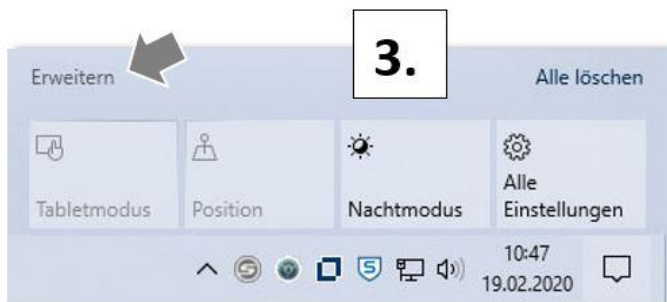 3.
Erweitern
Alle löschen
Tabletmodus
Position
Nachtmodus
Alle
Einstellungen
10:47
19.02.2020